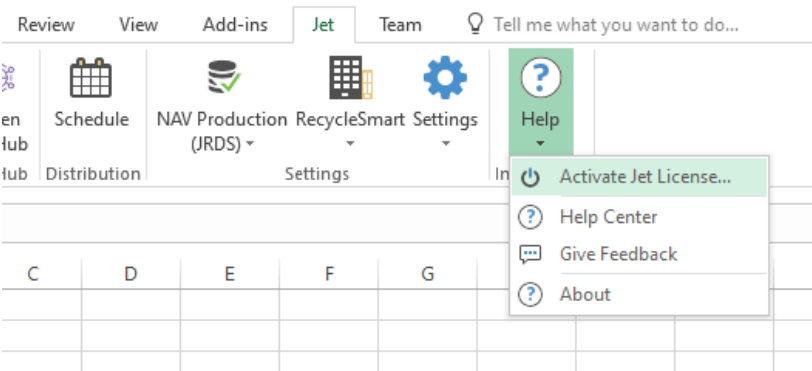 Review View Add-ins Jet Team Tell me what you want to do...
en Schedule NAV Production RecycleSmart Settings Help
Hub (JRDS)
Hub Distribution Settings In
Activate Jet License...
Help Center
Give Feedback
About
C D E F G